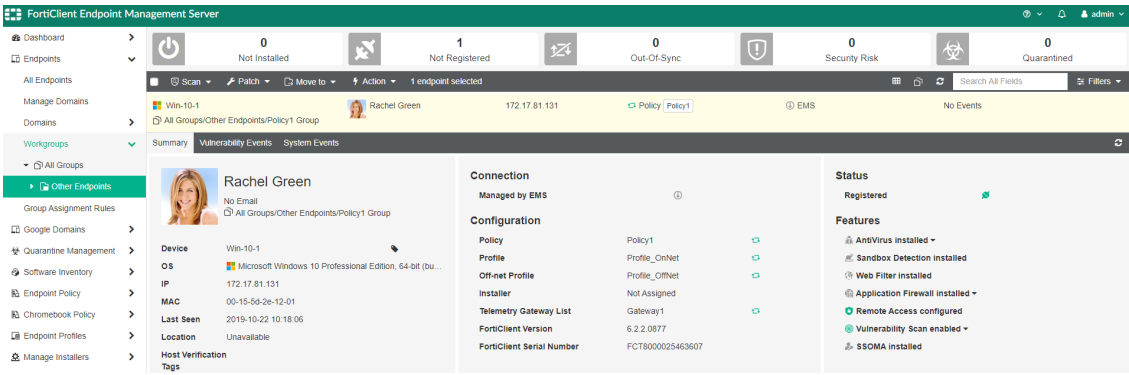 FortiClient Endpoint Management Server
admin
Dashboard
Endpoints
All Endpoints
Manage Domains
Domains
Workgroups
All Groups
Other Endpoints
Group Assignment Rules
Google Domains
Quarantine Management
Software Inventory
Endpoint Policy
Chromebook Policy
Endpoint Profiles
Manage Installers
0
Not Installed
1
Not Registered
0
Out-Of-Sync
0
Security Risk
0
Quarantined
Scan Patch Move to Action 1 endpoint selected Search All Fields Filters
Win-10-1 Rachel Green 172.17.81.131 Policy Policy1 EMS No Events
All Groups/Other Endpoints/Policy1 Group
Summary Vulnerability Events System Events
Rachel Green
No Email
All Groups/Other Endpoints/Policy1 Group
Device Win-10-1
OS Microsoft Windows 10 Professional Edition, 64-bit (bu...
IP 172.17.81.131
MAC 00-15-5d-2e-12-01
Last Seen 2019-10-22 10:18:06
Location Unavailable
Host Verification
Tags
Connection
Managed by EMS
Configuration
Policy Policy1
Profile Profile_OnNet
Off-net Profile Profile_OffNet
Installer Not Assigned
Telemetry Gateway List Gateway1
FortiClient Version 6.2.2.0877
FortiClient Serial Number FCT8000025463607
Status
Registered
Features
AntiVirus installed
Sandbox Detection installed
Web Filter installed
Application Firewall installed
Remote Access configured
Vulnerability Scan enabled
SSOMA installed